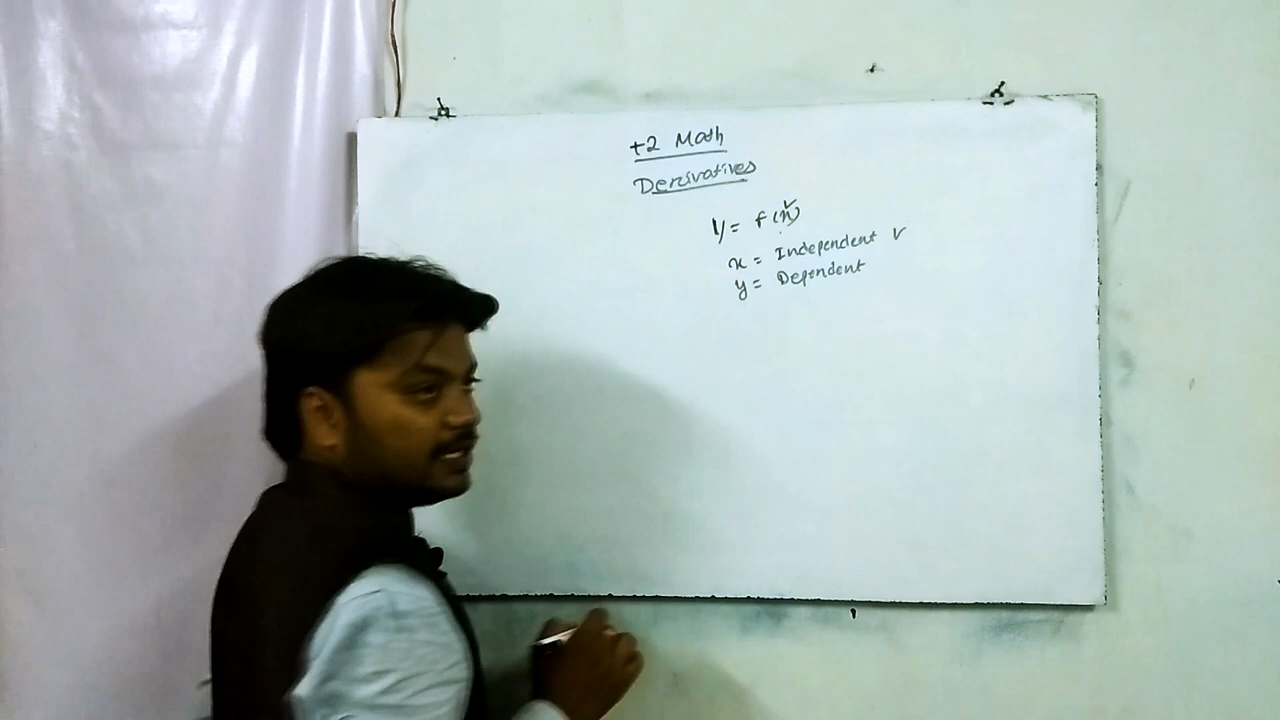 +2 Math
Derivatives
y = f(x)
x = Independent ✓
y = Dependent